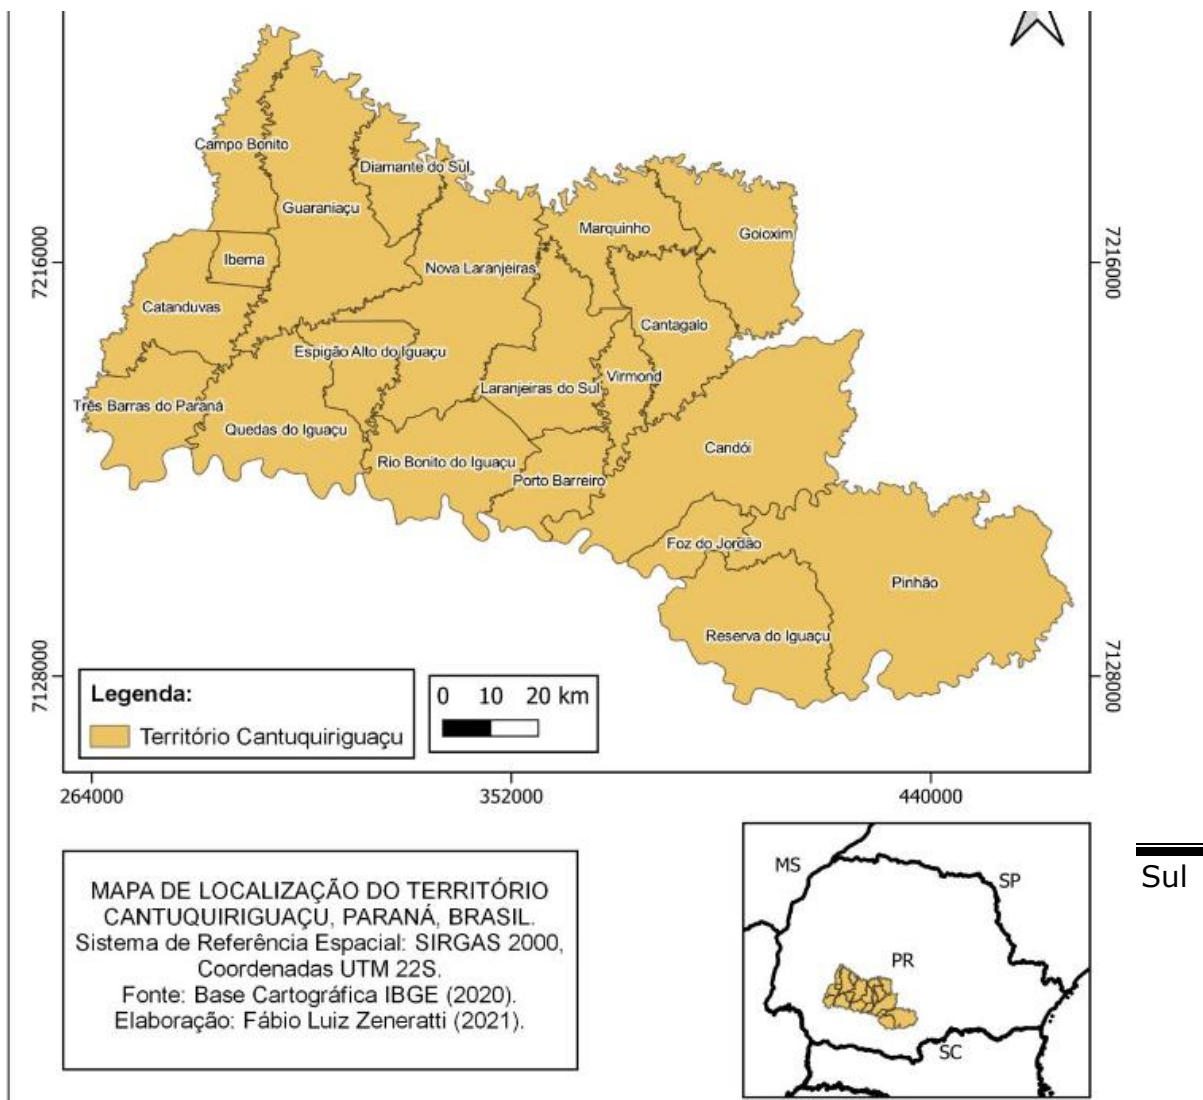 Campo Bonito
Diamante do Sul
Guaraniaçu
Marquinho
Goioxim
Ibema
Nova Laranjeiras
7216000
7216000
Catanduvas
Cantagalo
Espigão Alto do Iguaçu
Virmond
Laranjeiras do Sul
Três Barras do Paraná
Quedas do Iguaçu
Candói
Rio Bonito do Iguaçu
Porto Barreiro
Foz do Jordão
Pinhão
Reserva do Iguaçu
7128000
7128000
Legenda:
Território Cantuquiriguaçu
0 10 20 km
264000
352000
440000
MAPA DE LOCALIZAÇÃO DO TERRITÓRIO
CANTUQUIRIGUAÇU, PARANÁ, BRASIL.
Sistema de Referência Espacial: SIRGAS 2000,
Coordenadas UTM 22S.
Fonte: Base Cartográfica IBGE (2020).
Elaboração: Fábio Luiz Zeneratti (2021).
MS
SP
PR
SC
Sul